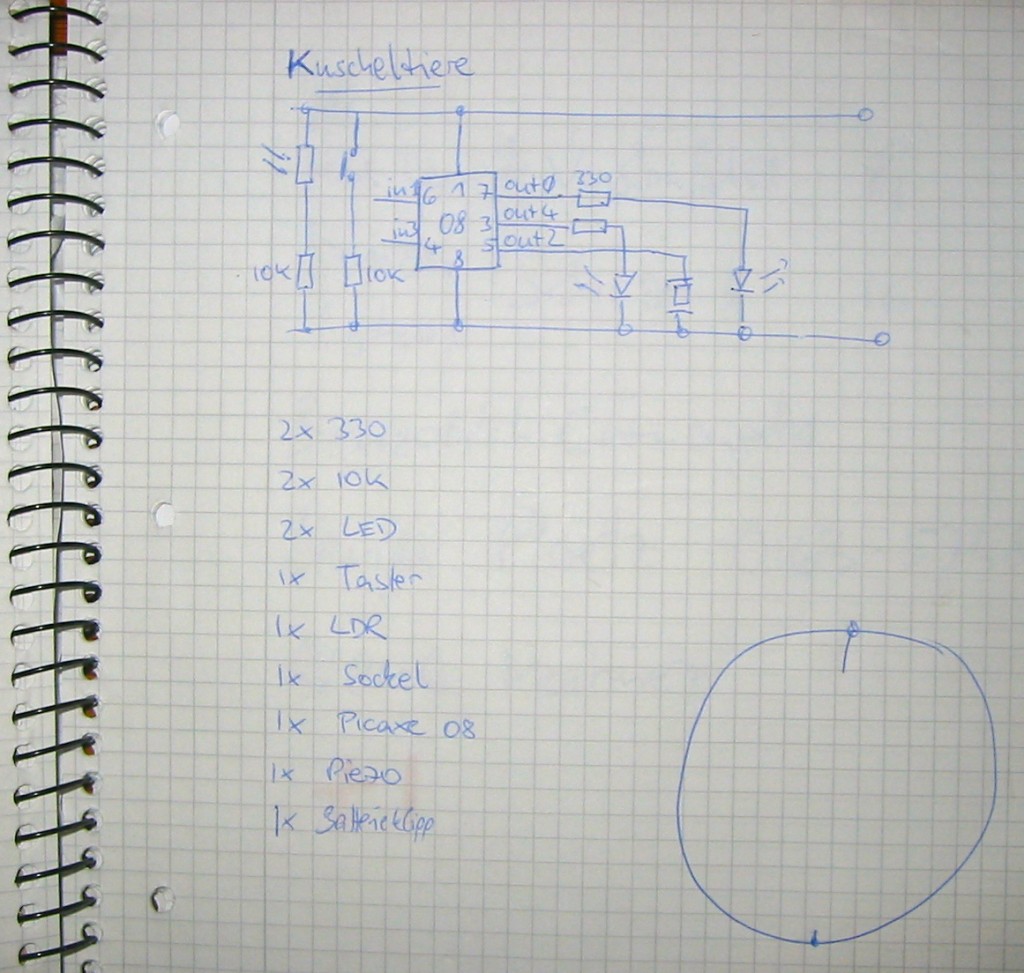 Kuscheltiere
in1 6 1 7 out0 330
in3 08 3 out4
4 8 5 out2
10K 10K
2x 330
2x 10k
2x LED
1x Taster
1x LDR
1x Sockel
1x Picaxe 08
1x Piezo
1x Batterieklipp